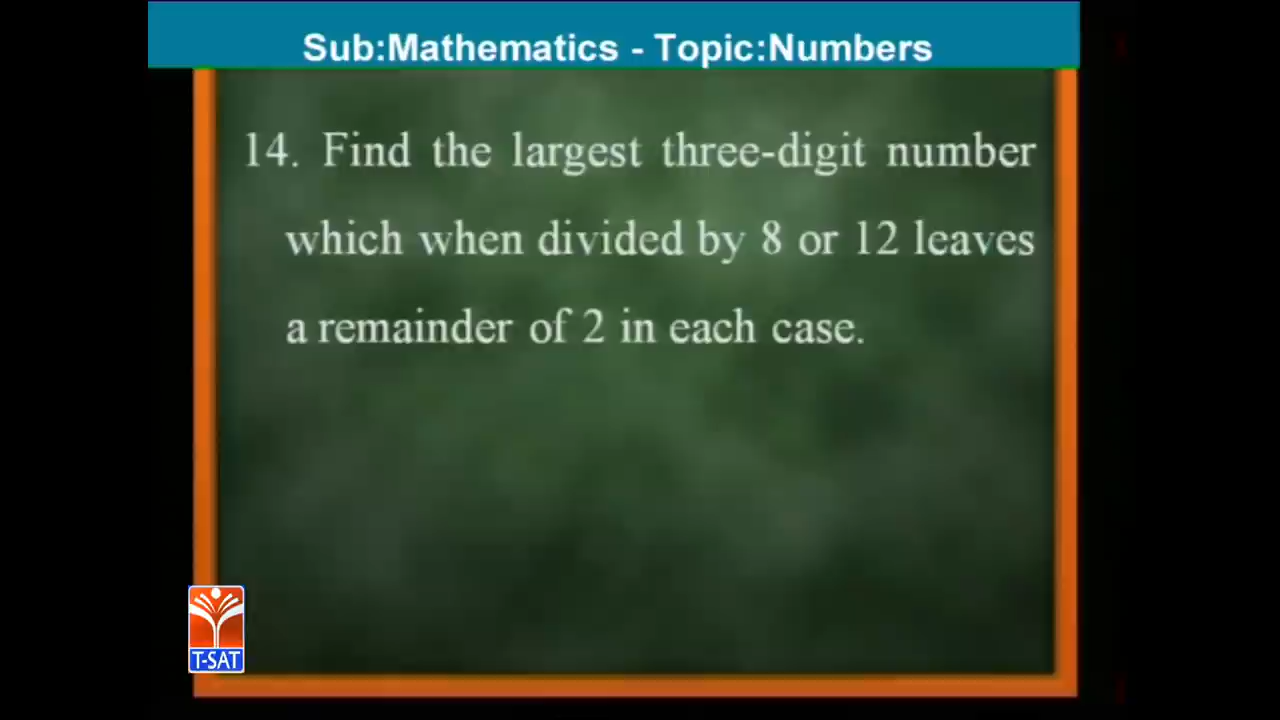 Sub:Mathematics - Topic:Numbers
14. Find the largest three-digit number
which when divided by 8 or 12 leaves
a remainder of 2 in each case.
T-SAT